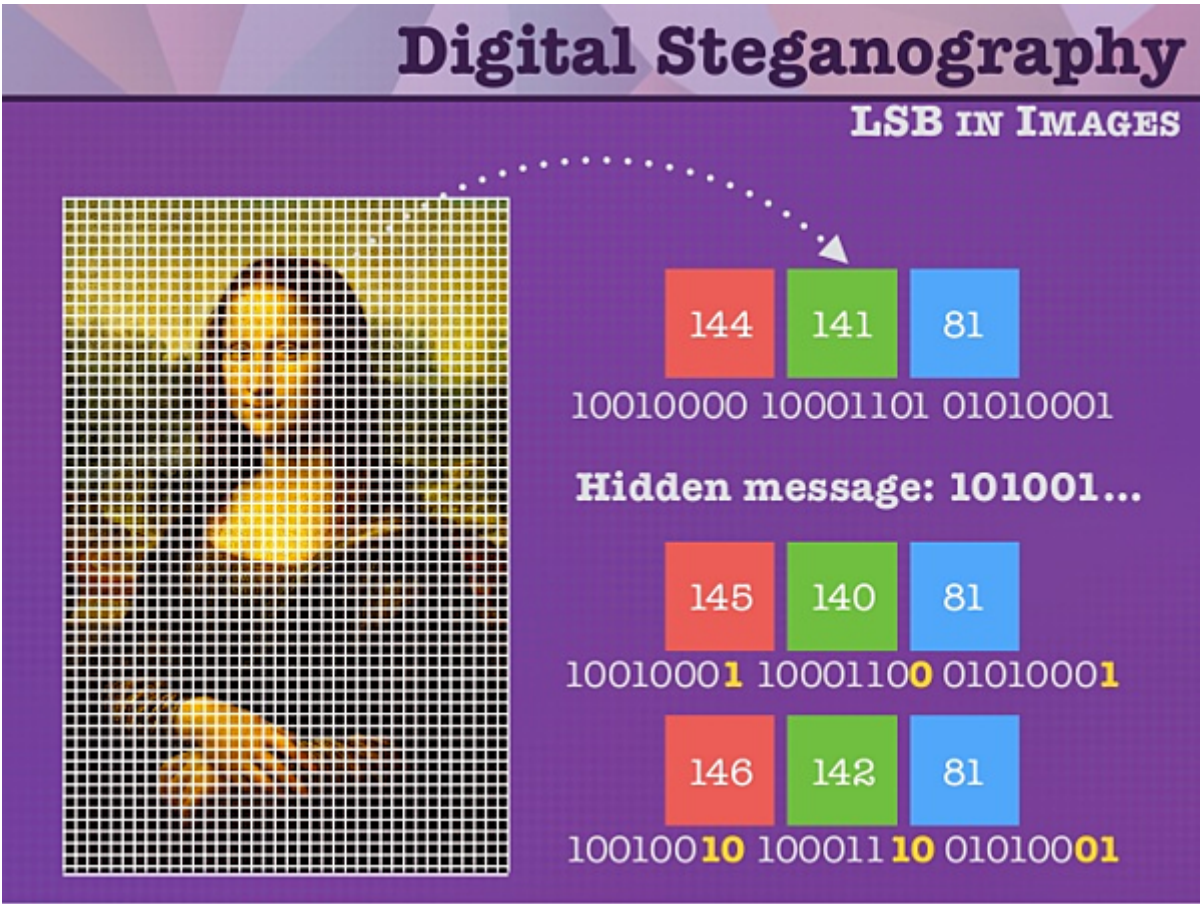 Digital Steganography
LSB IN IMAGES
144 141 81
10010000 10001101 01010001
Hidden message: 101001...
145 140 81
10010001 10001100 01010001
146 142 81
10010010 10001110 01010001